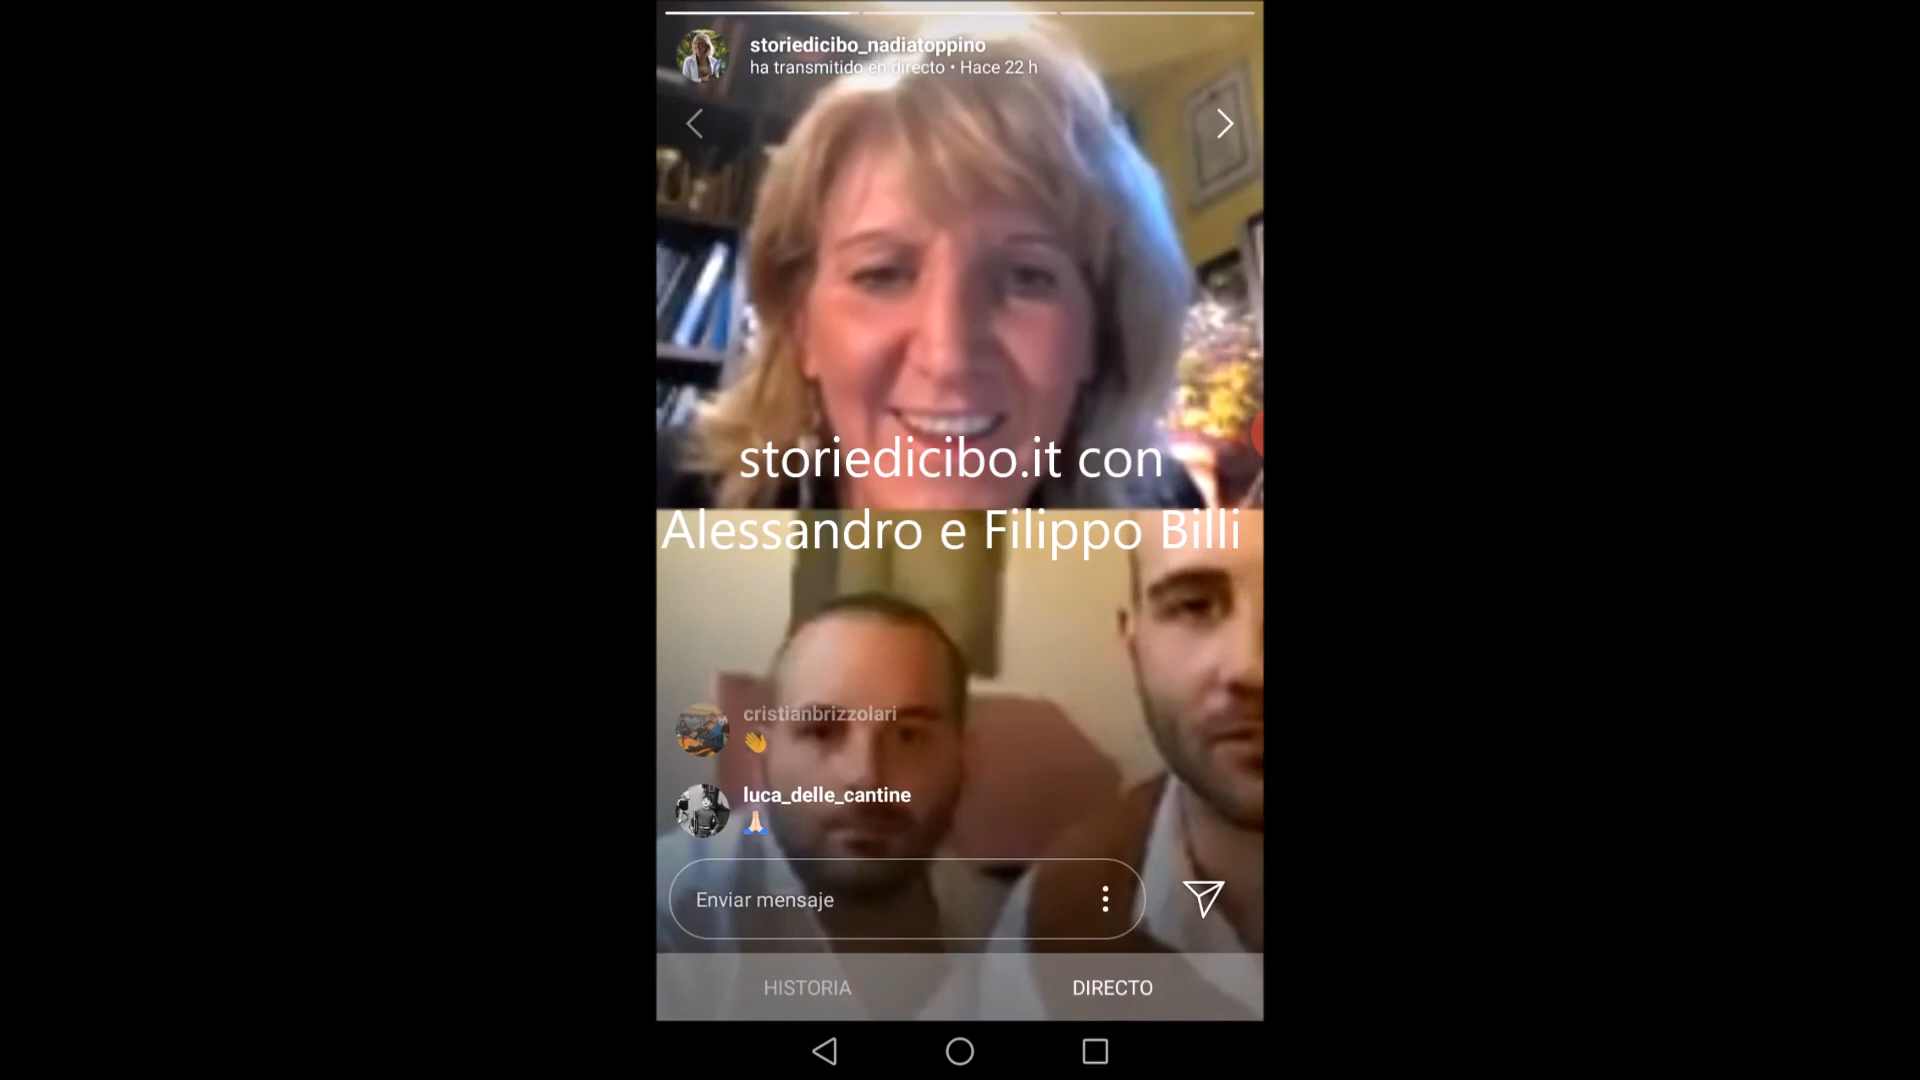 storiedicibo_nadiatoppino
ha transmitido en directo • Hace 22 h
storiedicibo.it con
Alessandro e Filippo Billi
cristianbrizzolari
👋
luca_delle_cantine
🙏🏻
Enviar mensaje
HISTORIA
DIRECTO